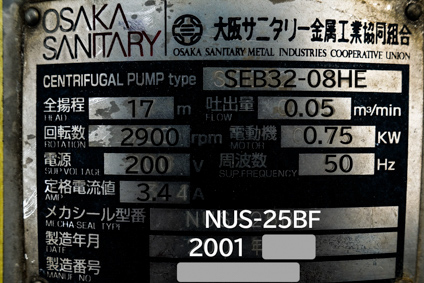 OSAKA
SANITARY
大阪サニタリー金属工業協同組合
OSAKA SANITARY METAL INDUSTRIES COOPERATIVE UNION
CENTRIFUGAL PUMP type SSEB32-08HE
全揚程 17 m 吐出量 0.05 m³/min
HEAD FLOW
回転数 2900 rpm 電動機 0.75 KW
ROTATION MOTOR
電源 200 V 周波数 50 Hz
SUP.VOLTAGE SUP.FREQUENCY
定格電流値 3.44 A
AMP
メカシール型番 NUS-25BF
MECHA SEAL TYPE
製造年月 2001
DATE
製造番号
MANUF.NO